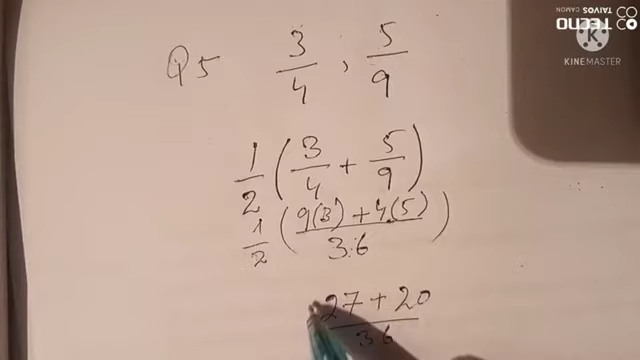 TECNO
TAIVOS CAMON
K
KINEMASTER
Q5 3/4 , 5/9
1/2 (3/4 + 5/9)
1/2 (9(3) + 4(5) / 36)
27 + 20 / 36